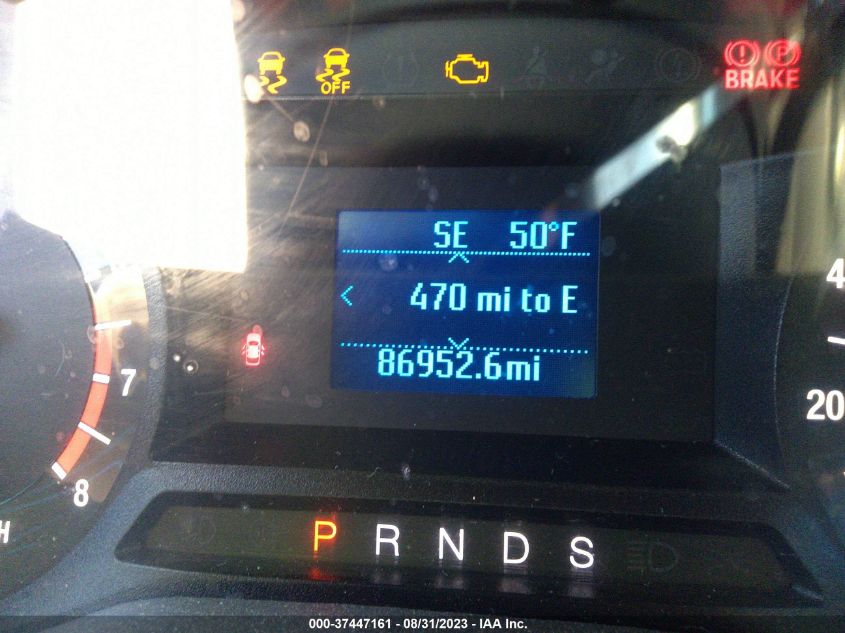 OFF
BRAKE
P
SE 50°F
470 mi to E
86952.6mi
7
8
4
20
H
P R N D S
000-37447161 - 08/31/2023 - IAA Inc.